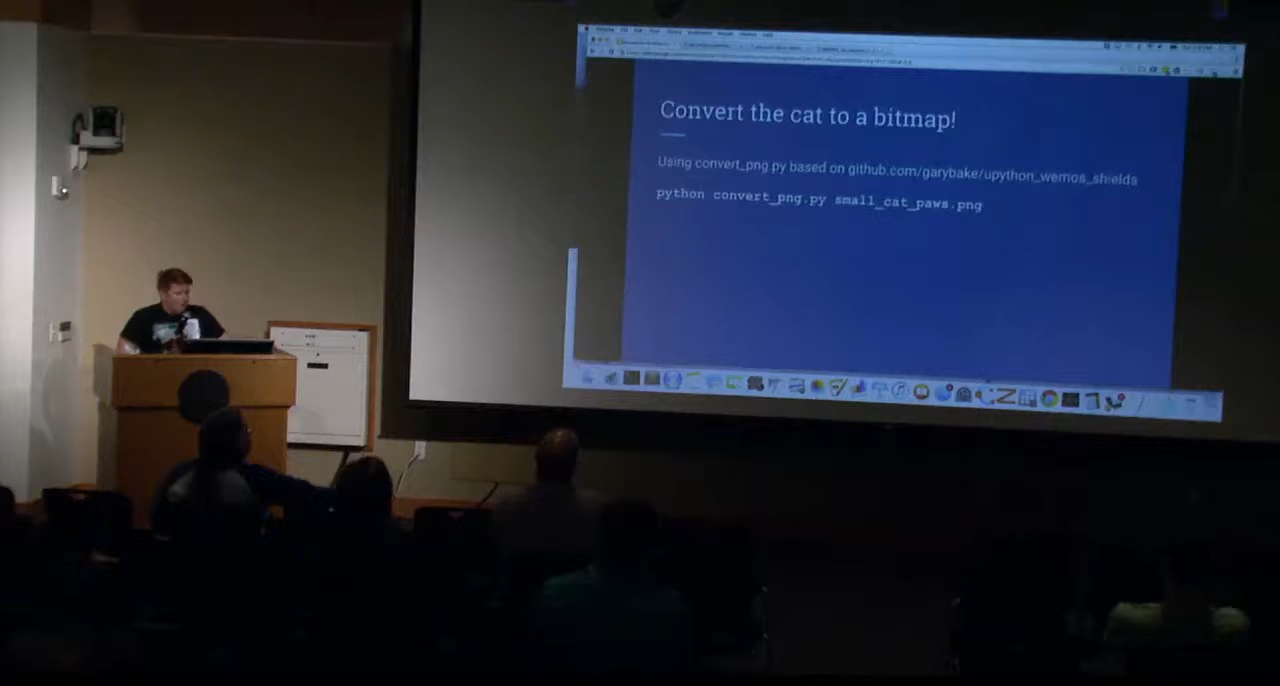 Convert the cat to a bitmap!
Using convert_png.py based on github.com/garybake/upython_wemos_shields
python convert_png.py small_cat_paws.png